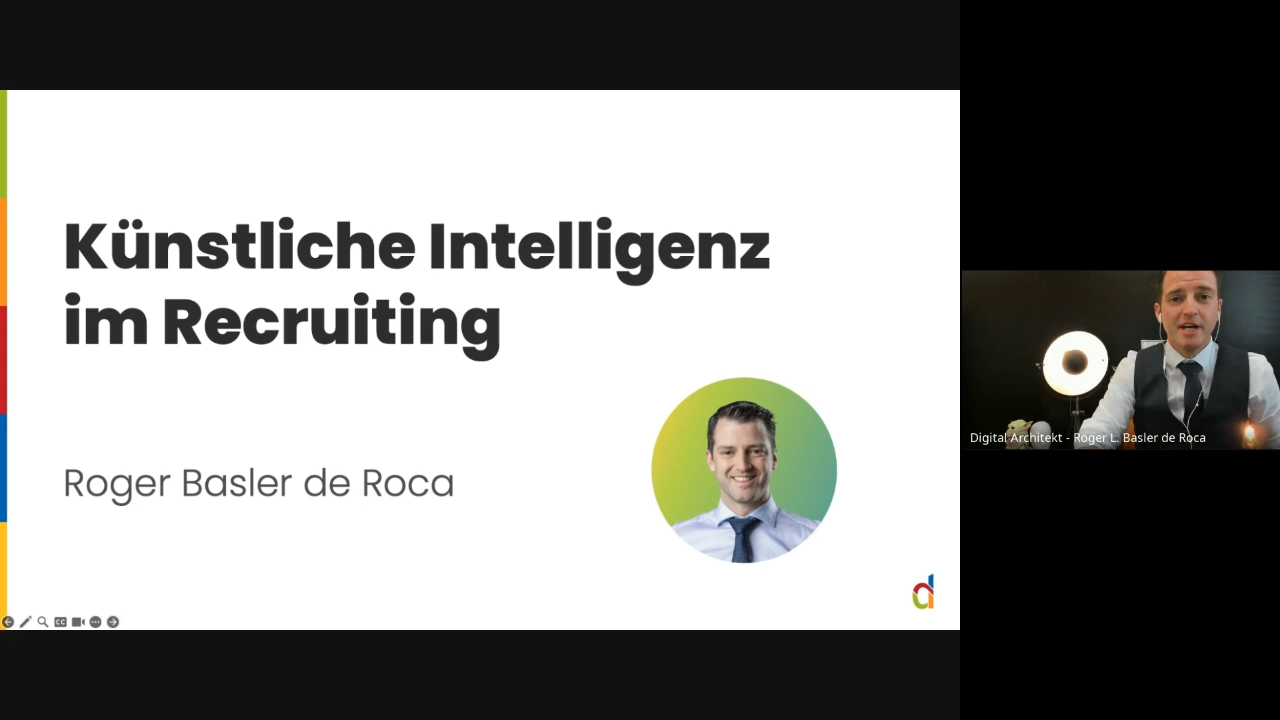 Künstliche Intelligenz
im Recruiting
Roger Basler de Roca
Digital Architekt - Roger L. Basler de Roca